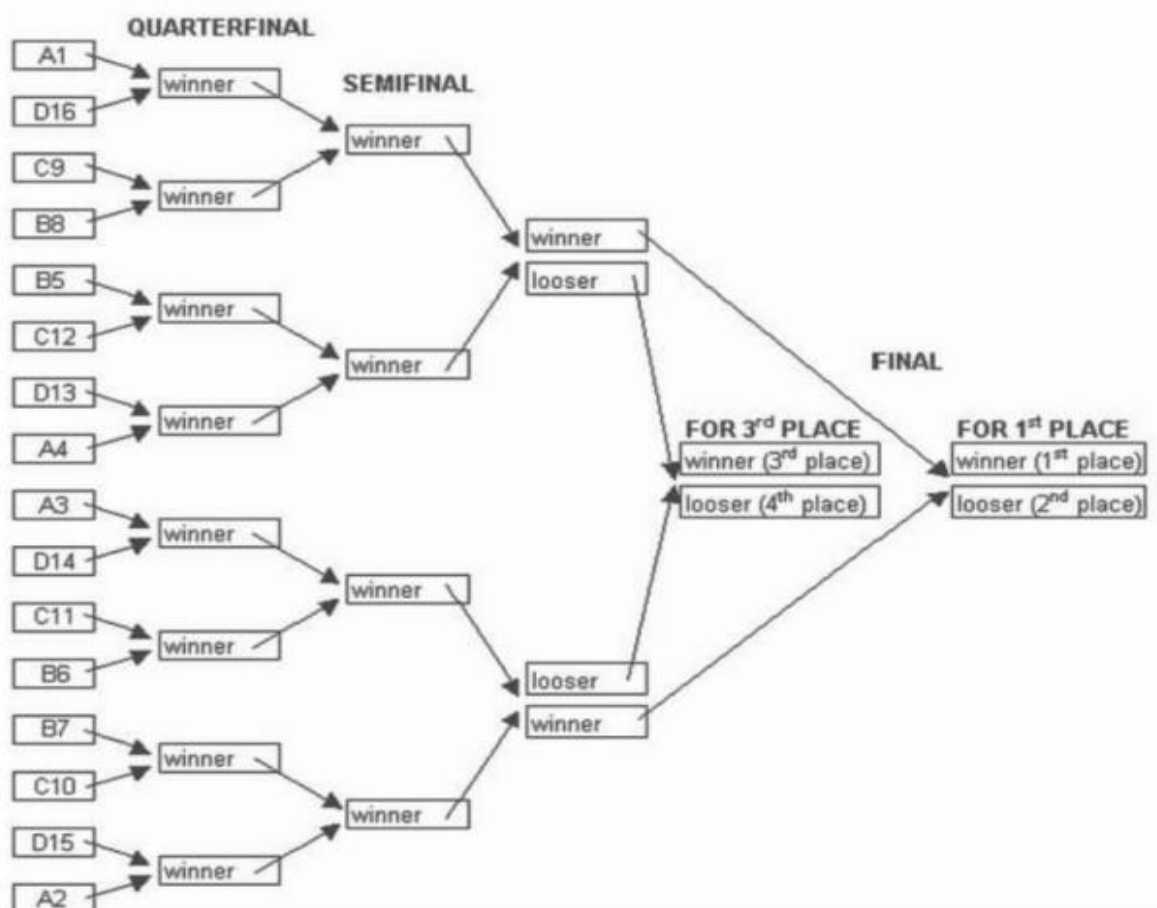 QUARTERFINAL
SEMIFINAL
FINAL
A1
D16
C9
B8
B5
C12
D13
A4
A3
D14
C11
B6
B7
C10
D15
A2
winner
winner
winner
winner
winner
winner
winner
winner
winner
winner
winner
winner
winner
looser
looser
winner
FOR 3rd PLACE
winner (3rd place)
looser (4th place)
FOR 1st PLACE
winner (1st place)
looser (2nd place)